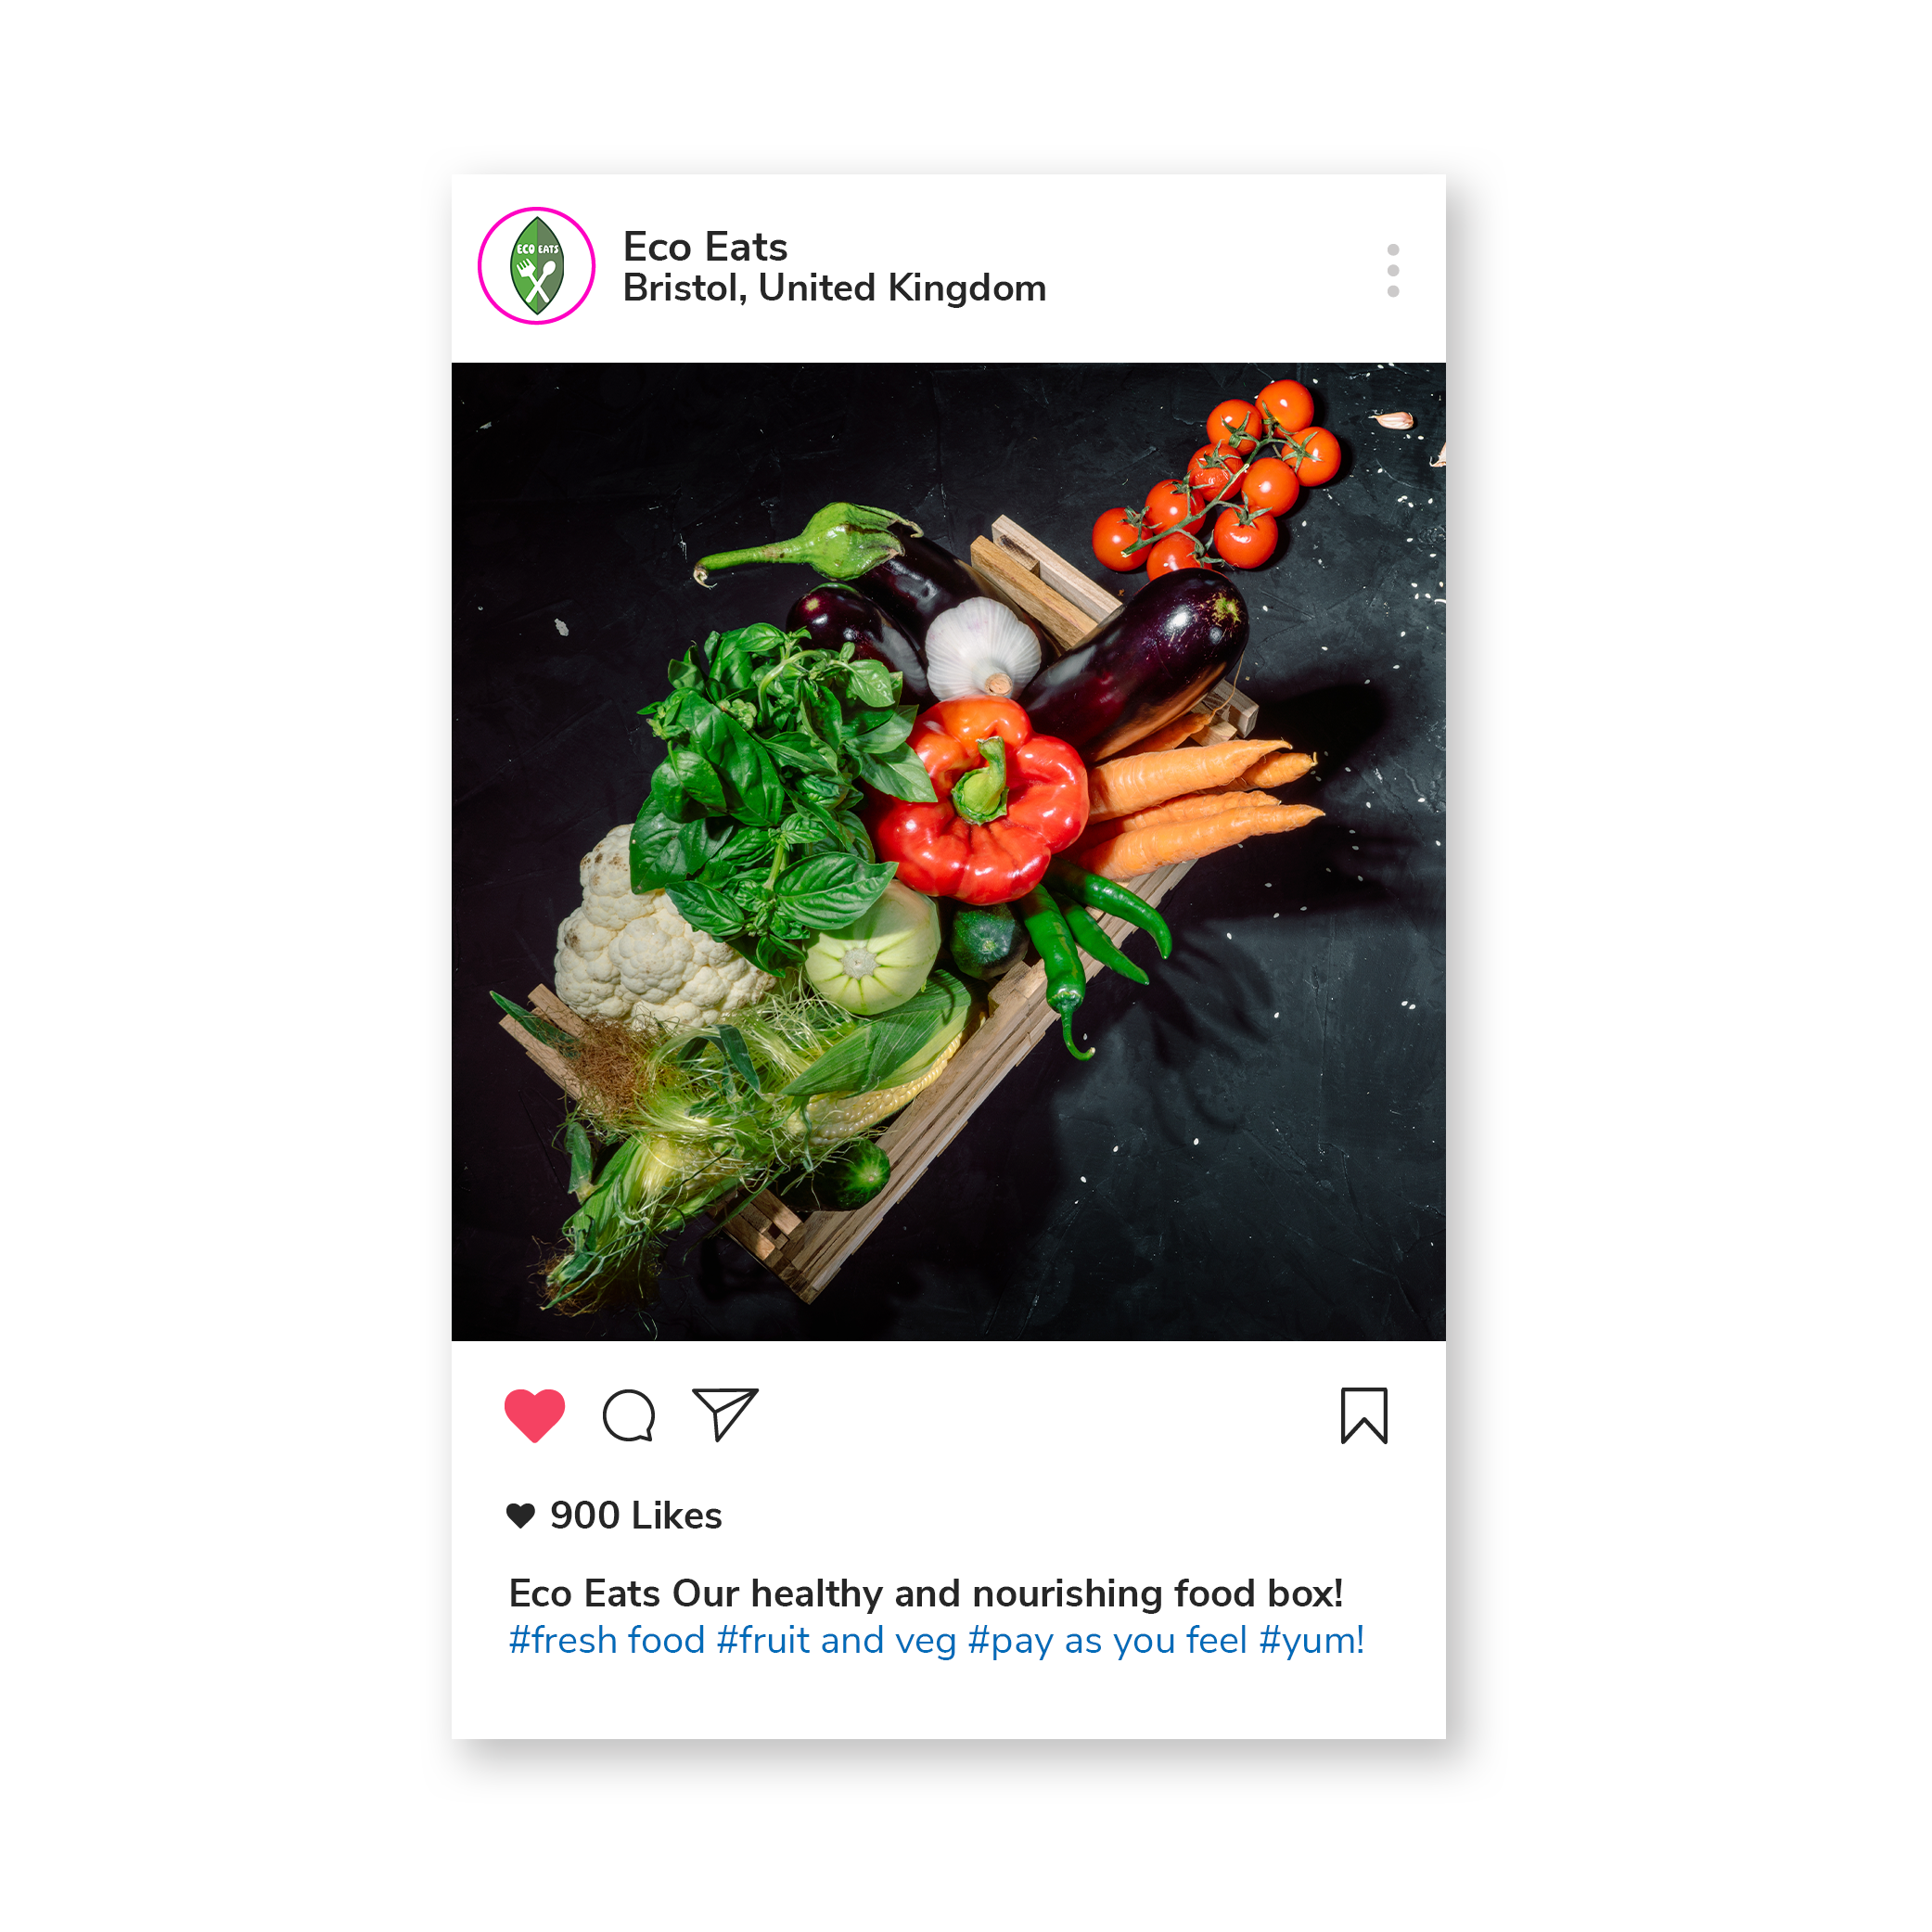 ECO EATS
Eco Eats
Bristol, United Kingdom
900 Likes
Eco Eats Our healthy and nourishing food box!
#fresh food #fruit and veg #pay as you feel #yum!